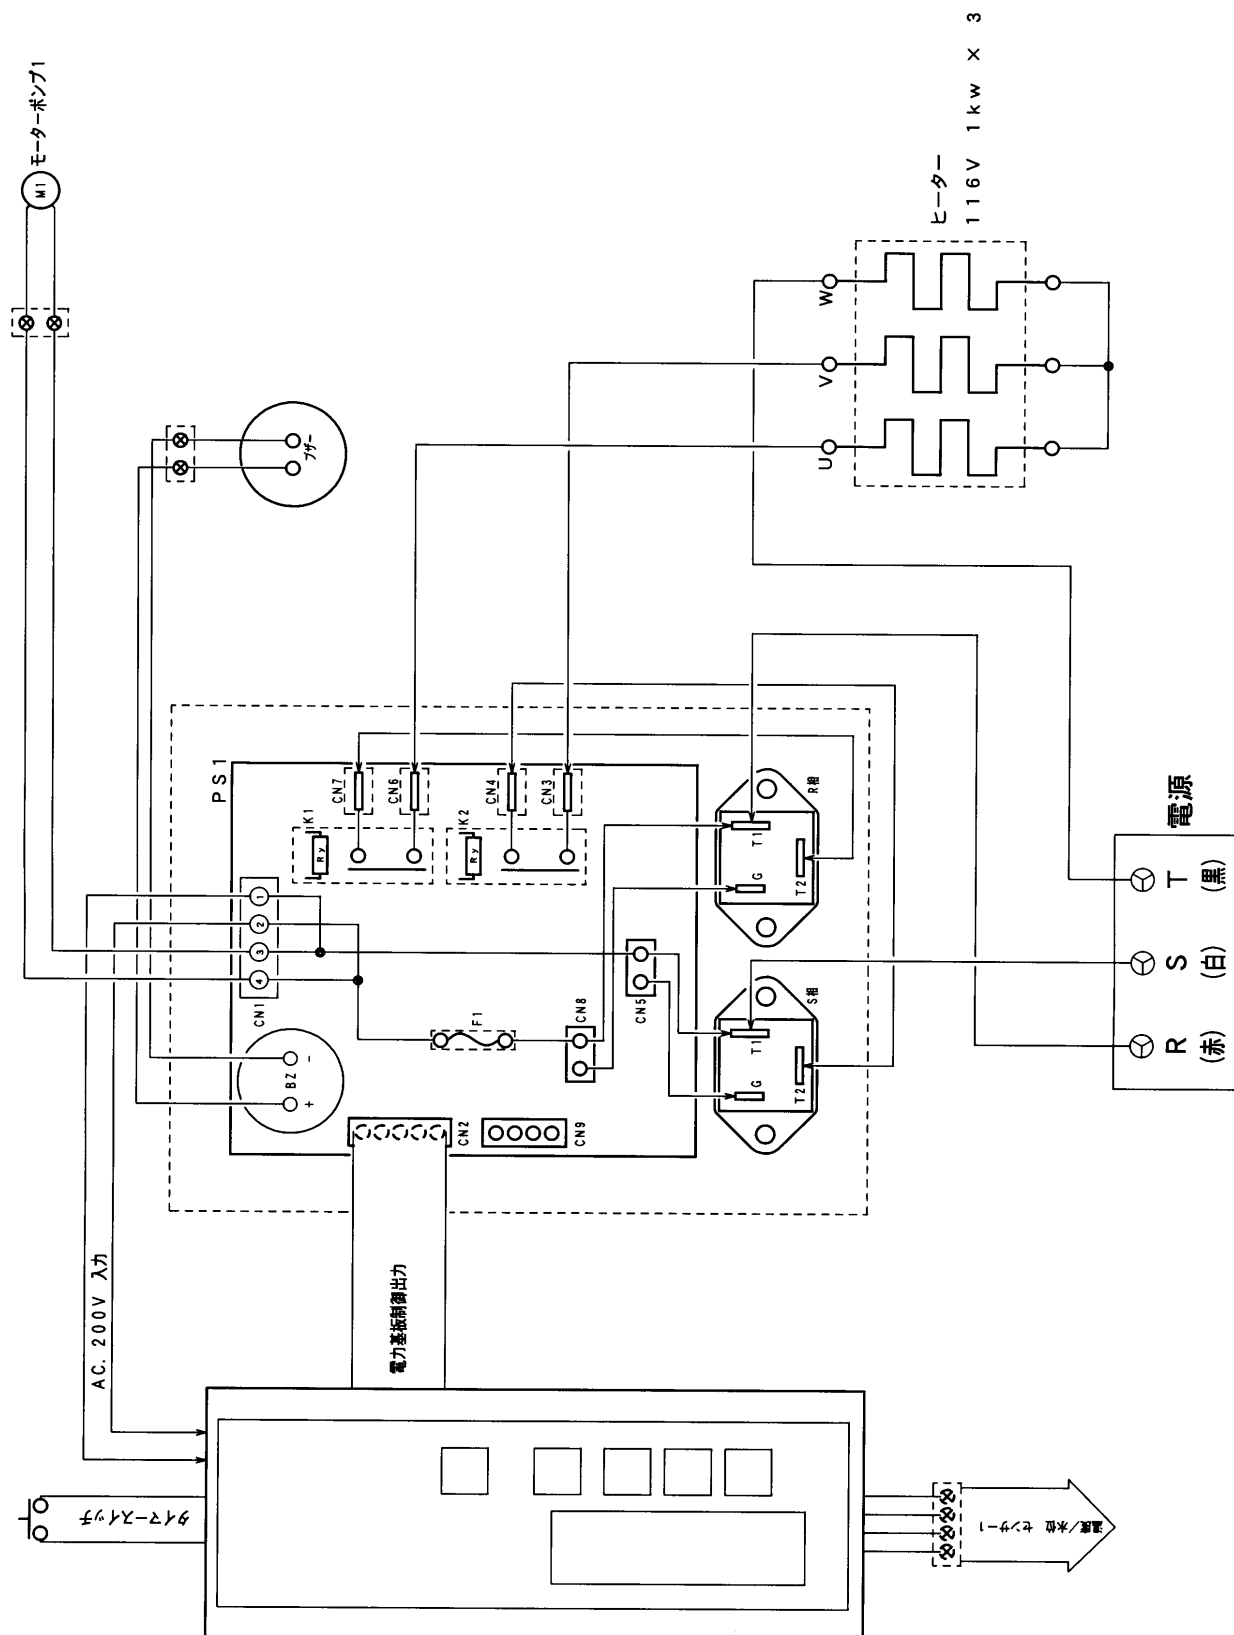 モーターポンプ1
M1
ヒーター
116V 1kw × 3
ブザー
W
V
U
PS1
K1
Ry
CN7
CN6
K2
Ry
CN4
CN3
1
2
3
4
CN1
BZ
+
-
F1
CN8
CN5
CN2
CN9
R相
T1
G
T2
S相
T1
G
T2
電源
T
(黒)
S
(白)
R
(赤)
AC.200V 入力
電力基板制御出力
タイマースイッチ
温度/水位 センサー1